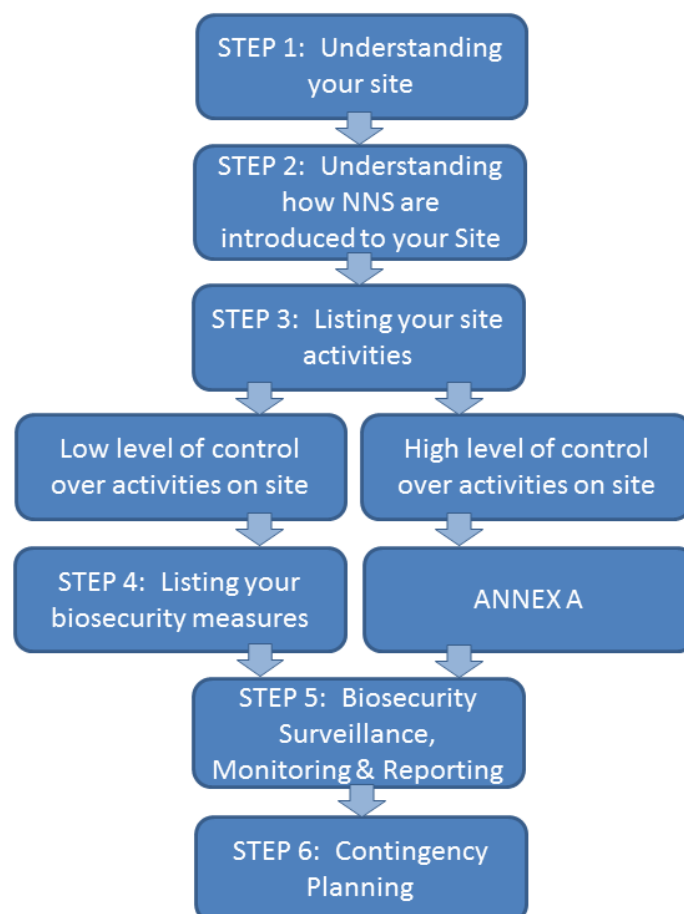 STEP 1: Understanding
your site
STEP 2: Understanding
how NNS are
introduced to your Site
STEP 3: Listing your site
activities
Low level of control
over activities on site
High level of control
over activities on site
STEP 4: Listing your
biosecurity measures
ANNEX A
STEP 5: Biosecurity
Surveillance,
Monitoring & Reporting
STEP 6: Contingency
Planning